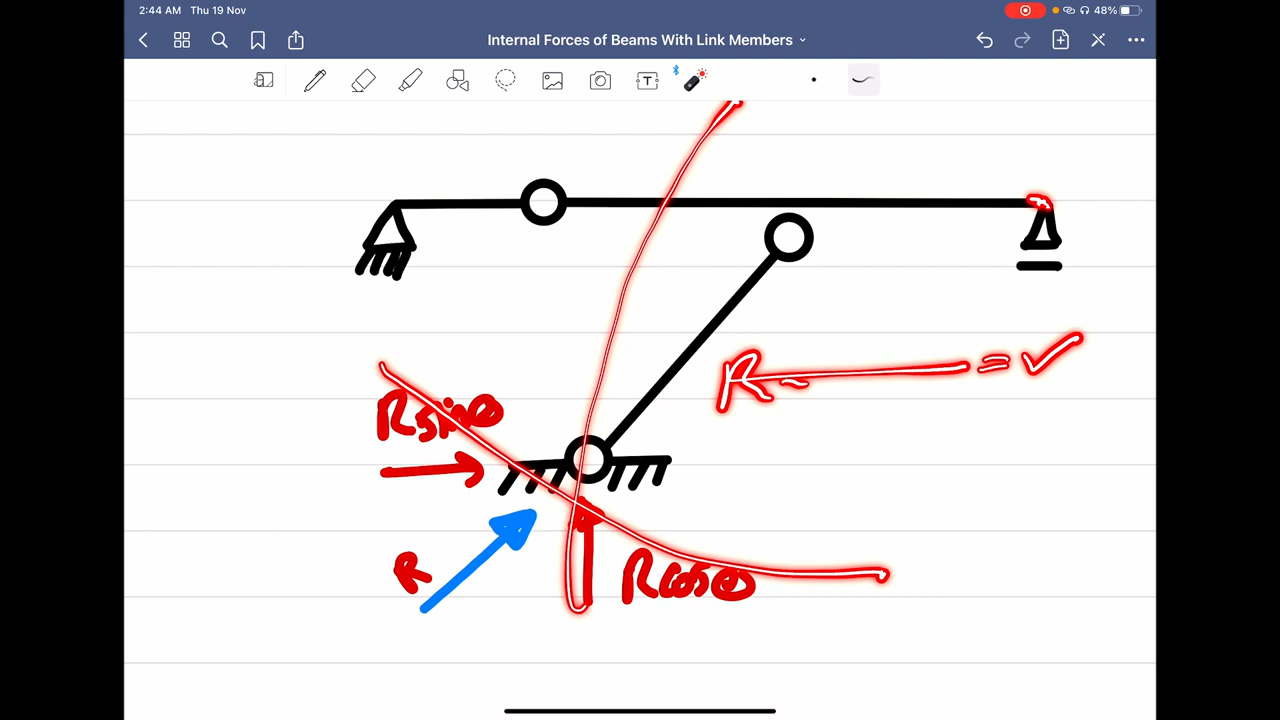 2:44 AM Thu 19 Nov
48%
Internal Forces of Beams With Link Members
T
R = ✓
Rsinθ
R
Rcosθ